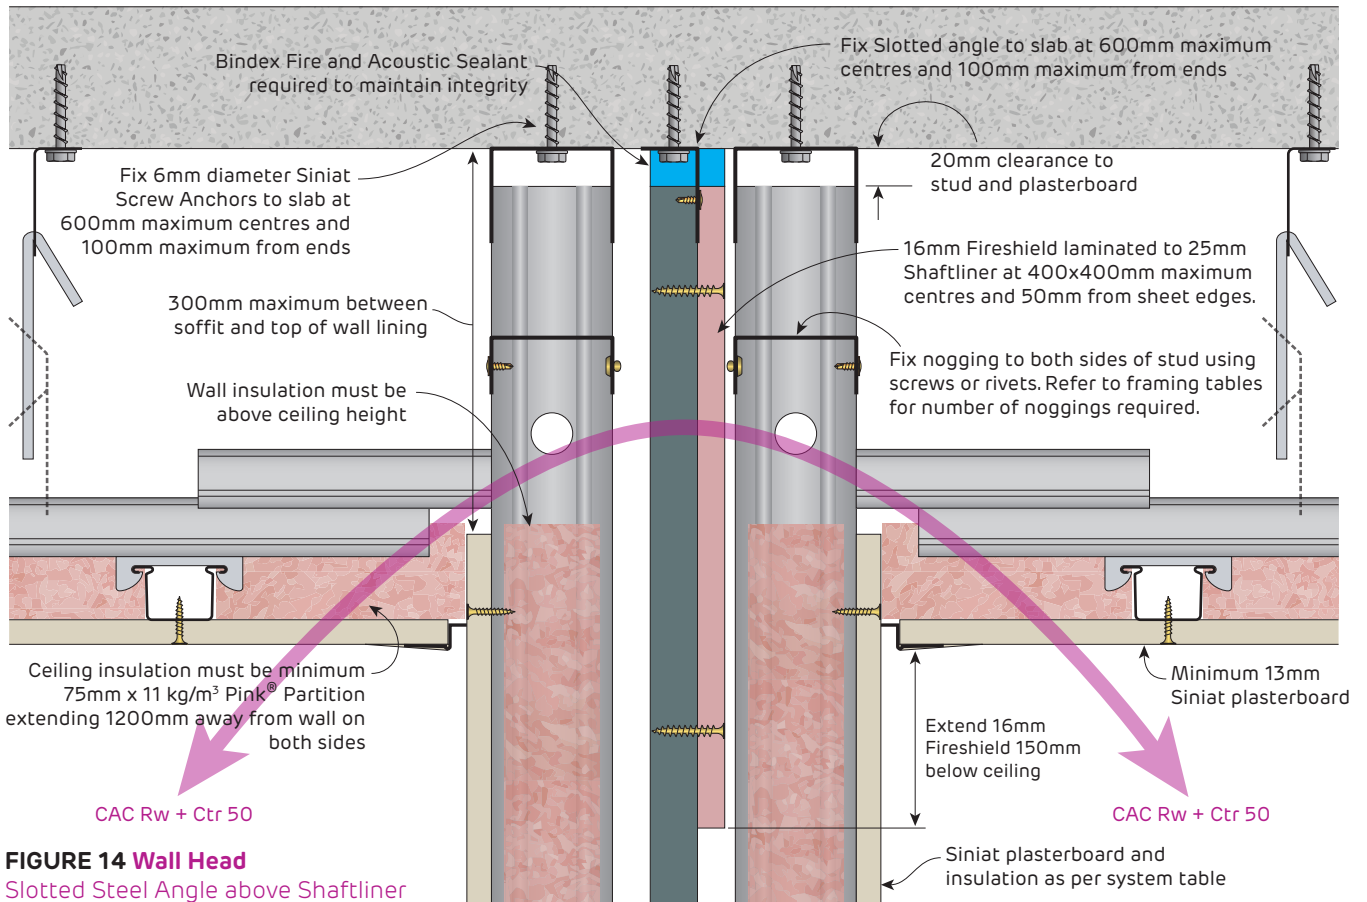 Bindex Fire and Acoustic Sealant
required to maintain integrity
Fix Slotted angle to slab at 600mm maximum
centres and 100mm maximum from ends
Fix 6mm diameter Siniat
Screw Anchors to slab at
600mm maximum centres and
100mm maximum from ends
20mm clearance to
stud and plasterboard
16mm Fireshield laminated to 25mm
Shaftliner at 400x400mm maximum
centres and 50mm from sheet edges.
300mm maximum between
soffit and top of wall lining
Fix nogging to both sides of stud using
screws or rivets. Refer to framing tables
for number of noggings required.
Wall insulation must be
above ceiling height
Ceiling insulation must be minimum
75mm x 11 kg/m³ Pink® Partition
extending 1200mm away from wall on
both sides
Minimum 13mm
Siniat plasterboard
Extend 16mm
Fireshield 150mm
below ceiling
CAC Rw + Ctr 50
CAC Rw + Ctr 50
Siniat plasterboard and
insulation as per system table
FIGURE 14 Wall Head
Slotted Steel Angle above Shaftliner